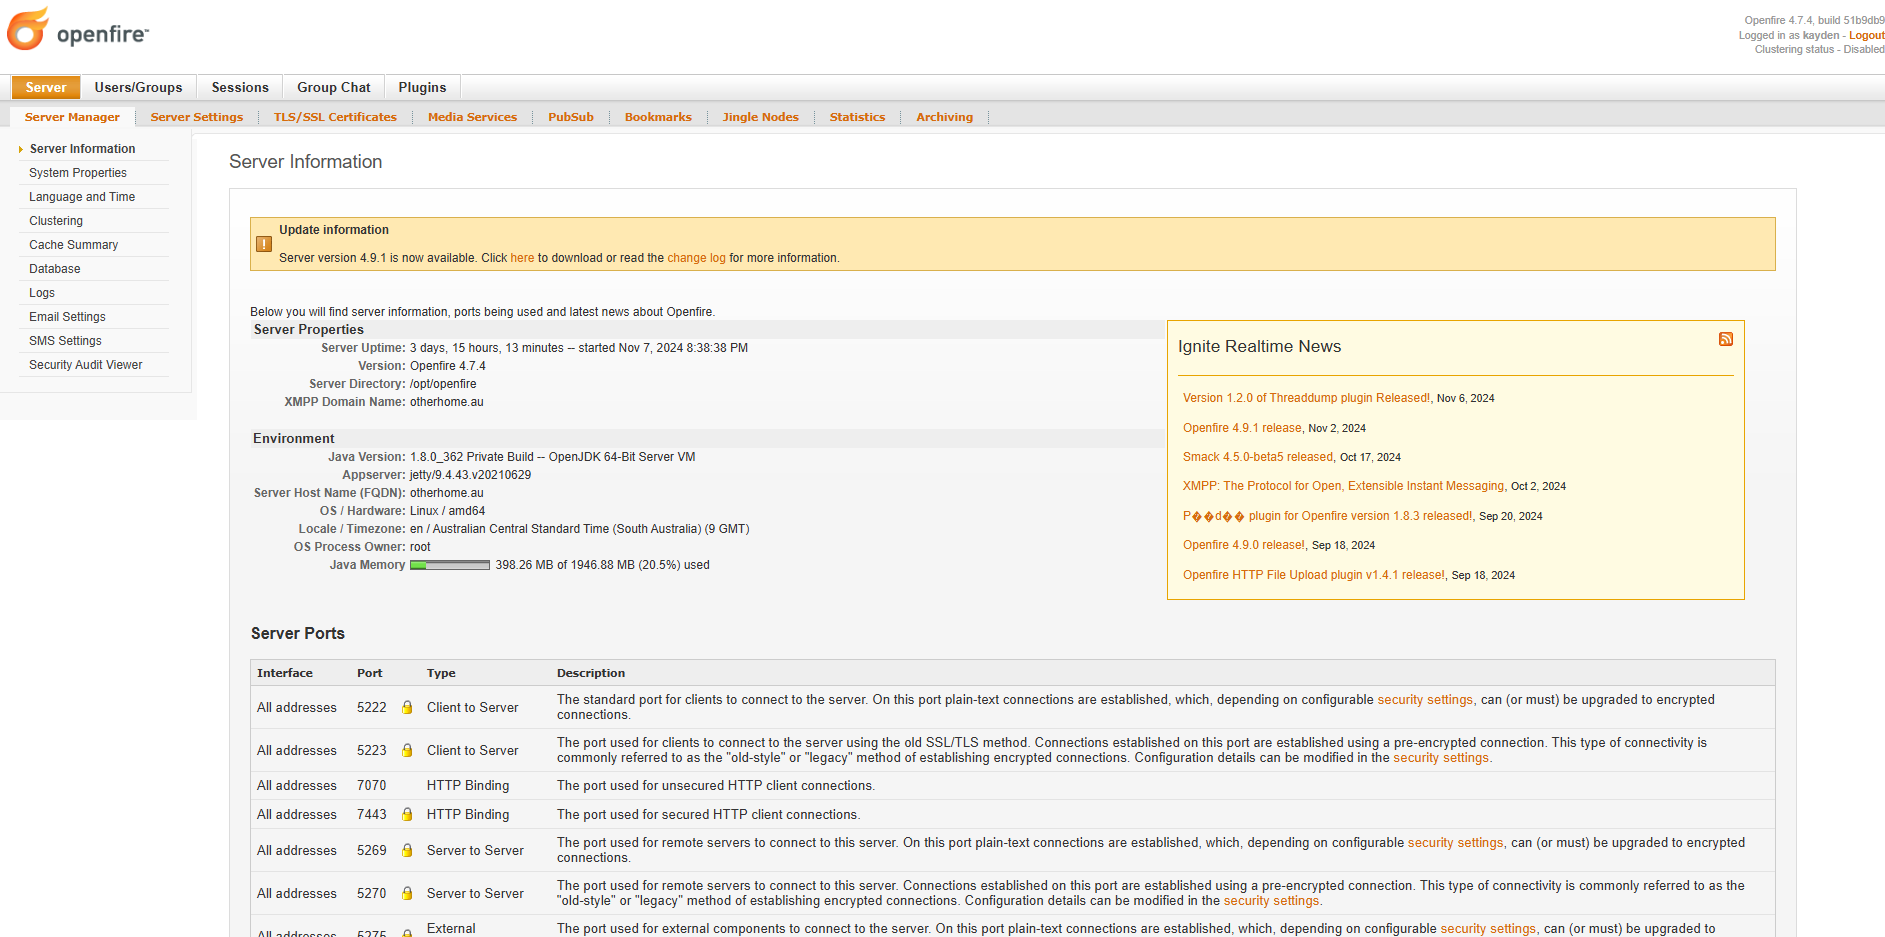 openfire™
Openfire 4.7.4, build 51b9db9
Logged in as kayden - Logout
Clustering status - Disabled
Server Users/Groups Sessions Group Chat Plugins
Server Manager Server Settings TLS/SSL Certificates Media Services PubSub Bookmarks Jingle Nodes Statistics Archiving
Server Information
System Properties
Language and Time
Clustering
Cache Summary
Database
Logs
Email Settings
SMS Settings
Security Audit Viewer
Server Information
Update information
Server version 4.9.1 is now available. Click here to download or read the change log for more information.
Below you will find server information, ports being used and latest news about Openfire.
Server Properties
Server Uptime: 3 days, 15 hours, 13 minutes -- started Nov 7, 2024 8:38:38 PM
Version: Openfire 4.7.4
Server Directory: /opt/openfire
XMPP Domain Name: otherhome.au
Environment
Java Version: 1.8.0_362 Private Build -- OpenJDK 64-Bit Server VM
Appserver: jetty/9.4.43.v20210629
Server Host Name (FQDN): otherhome.au
OS / Hardware: Linux / amd64
Locale / Timezone: en / Australian Central Standard Time (South Australia) (9 GMT)
OS Process Owner: root
Java Memory 398.26 MB of 1946.88 MB (20.5%) used
Ignite Realtime News
Version 1.2.0 of Threaddump plugin Released!, Nov 6, 2024
Openfire 4.9.1 release, Nov 2, 2024
Smack 4.5.0-beta5 released, Oct 17, 2024
XMPP: The Protocol for Open, Extensible Instant Messaging, Oct 2, 2024
P��d�� plugin for Openfire version 1.8.3 released!, Sep 20, 2024
Openfire 4.9.0 release!, Sep 18, 2024
Openfire HTTP File Upload plugin v1.4.1 release!, Sep 18, 2024
Server Ports
Interface Port Type Description
All addresses 5222 Client to Server The standard port for clients to connect to the server. On this port plain-text connections are established, which, depending on configurable security settings, can (or must) be upgraded to encrypted
connections.
All addresses 5223 Client to Server The port used for clients to connect to the server using the old SSL/TLS method. Connections established on this port are established using a pre-encrypted connection. This type of connectivity is
commonly referred to as the "old-style" or "legacy" method of establishing encrypted connections. Configuration details can be modified in the security settings.
All addresses 7070 HTTP Binding The port used for unsecured HTTP client connections.
All addresses 7443 HTTP Binding The port used for secured HTTP client connections.
All addresses 5269 Server to Server The port used for remote servers to connect to this server. On this port plain-text connections are established, which, depending on configurable security settings, can (or must) be upgraded to encrypted
connections.
All addresses 5270 Server to Server The port used for remote servers to connect to this server. Connections established on this port are established using a pre-encrypted connection. This type of connectivity is commonly referred to as the
"old-style" or "legacy" method of establishing encrypted connections. Configuration details can be modified in the security settings.
All addresses 5275 External The port used for external components to connect to the server. On this port plain-text connections are established, which, depending on configurable security settings, can (or must) be upgraded to